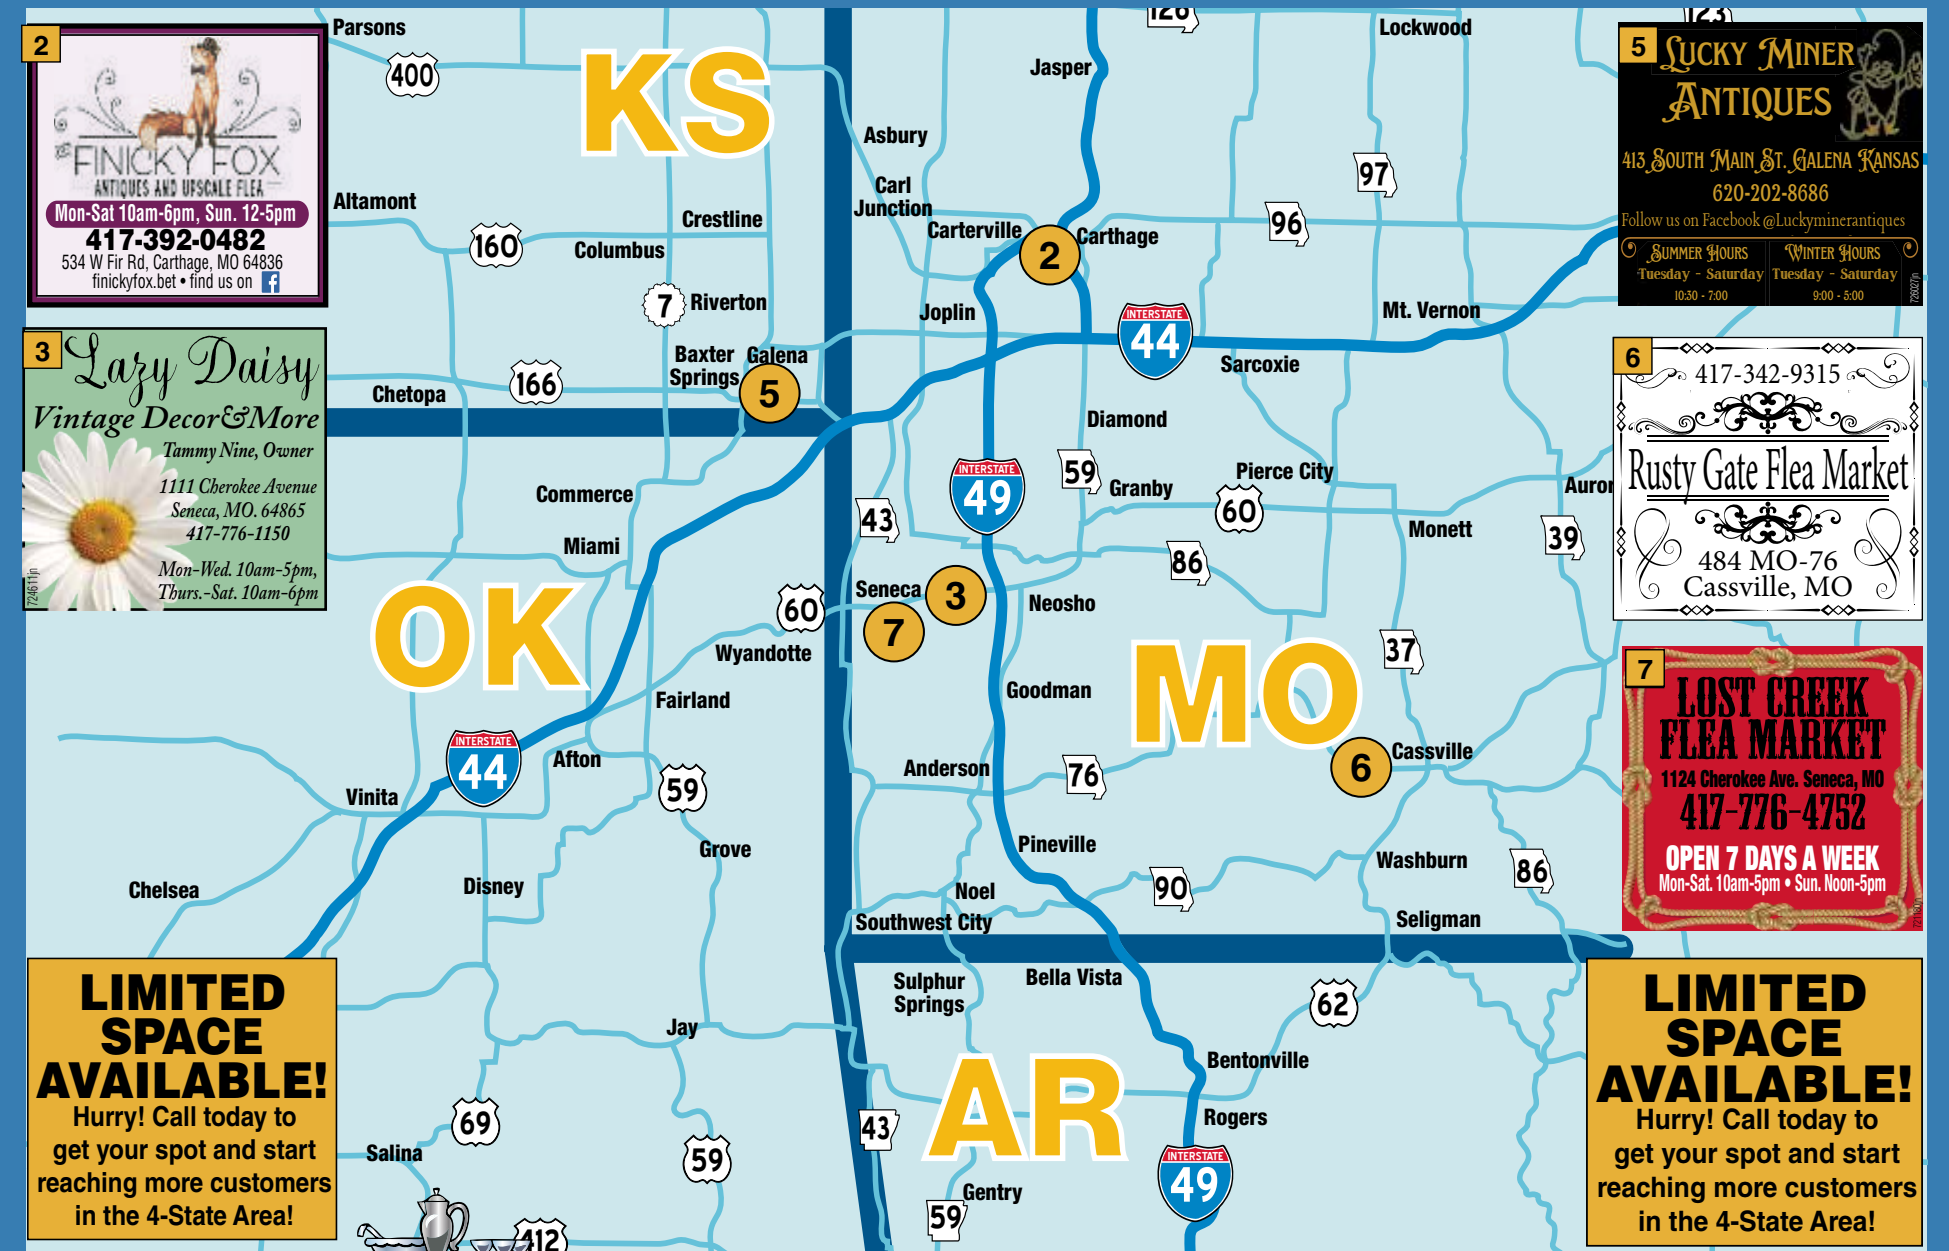 2
FINICKY FOX
ANTIQUES AND UPSCALE FLEA
Mon-Sat 10am-6pm, Sun. 12-5pm
417-392-0482
534 W Fir Rd, Carthage, MO 64836
finickyfox.bet • find us on f
3
Lazy Daisy
Vintage Decor&More
Tammy Nine, Owner
1111 Cherokee Avenue
Seneca, MO. 64865
417-776-1150
Mon-Wed. 10am-5pm,
Thurs.-Sat. 10am-6pm
724611jn
LIMITED
SPACE
AVAILABLE!
Hurry! Call today to
get your spot and start
reaching more customers
in the 4-State Area!
Parsons
400
KS
126
Lockwood
123
Jasper
Asbury
Carl
Junction
97
Altamont
160
Columbus
Crestline
Carterville
2
Carthage
96
7
Riverton
Joplin
INTERSTATE
44
Mt. Vernon
Baxter
Springs
Galena
5
Sarcoxie
166
Chetopa
Diamond
Commerce
43
INTERSTATE
49
59
Granby
Pierce City
60
Monett
Auror
39
Miami
86
OK
60
Seneca
3
7
Neosho
Wyandotte
MO
37
Fairland
Goodman
INTERSTATE
44
Afton
59
Anderson
76
6
Cassville
Vinita
Grove
Pineville
Washburn
86
Chelsea
Disney
Noel
90
Southwest City
Seligman
Sulphur
Springs
Bella Vista
62
Jay
AR
Bentonville
69
43
Rogers
Salina
59
INTERSTATE
49
Gentry
59
412
5
LUCKY MINER
ANTIQUES
413 SOUTH MAIN ST. GALENA KANSAS
620-202-8686
Follow us on Facebook @Luckyminerantiques
SUMMER HOURS
Tuesday - Saturday
10:30 - 7:00
WINTER HOURS
Tuesday - Saturday
9:00 - 5:00
726027jn
6
417-342-9315
Rusty Gate Flea Market
484 MO-76
Cassville, MO
7
LOST CREEK
FLEA MARKET
1124 Cherokee Ave. Seneca, MO
417-776-4752
OPEN 7 DAYS A WEEK
Mon-Sat. 10am-5pm • Sun. Noon-5pm
LIMITED
SPACE
AVAILABLE!
Hurry! Call today to
get your spot and start
reaching more customers
in the 4-State Area!